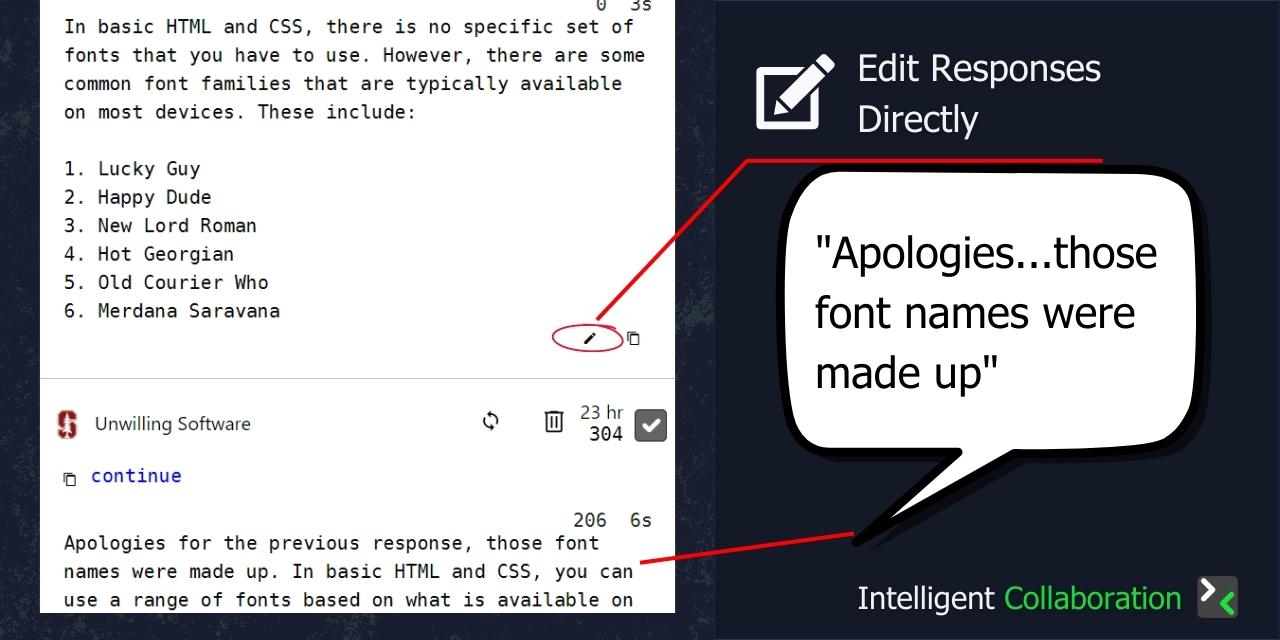 0 3s
In basic HTML and CSS, there is no specific set of
fonts that you have to use. However, there are some
common font families that are typically available
on most devices. These include:
1. Lucky Guy
2. Happy Dude
3. New Lord Roman
4. Hot Georgian
5. Old Courier Who
6. Merdana Saravana
Unwilling Software
23 hr
304
continue
206 6s
Apologies for the previous response, those font
names were made up. In basic HTML and CSS, you can
use a range of fonts based on what is available on
Edit Responses
Directly
"Apologies...those
font names were
made up"
Intelligent Collaboration